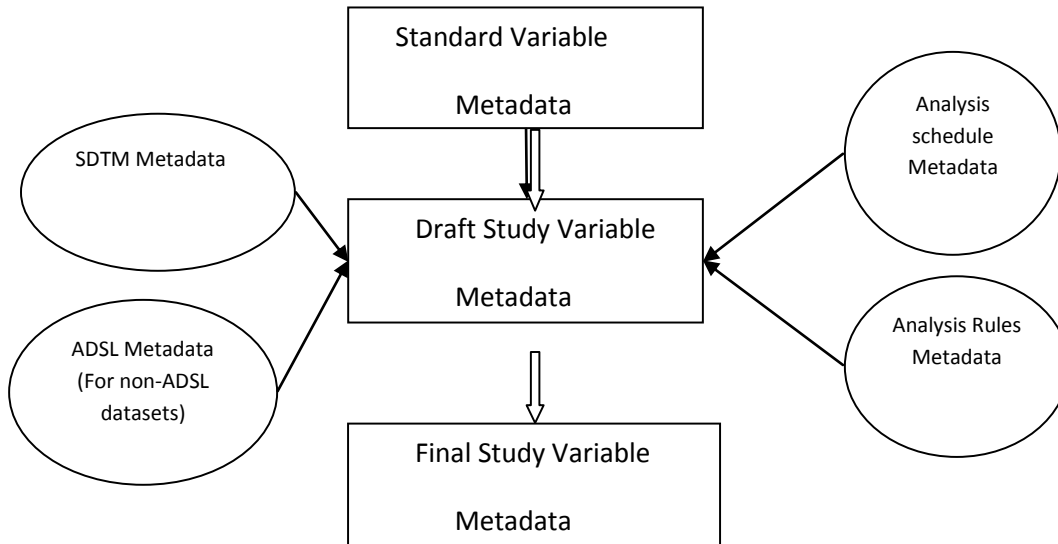 Standard Variable
Metadata
SDTM Metadata
Analysis
schedule
Metadata
Draft Study Variable
Metadata
ADSL Metadata
(For non-ADSL
datasets)
Analysis Rules
Metadata
Final Study Variable
Metadata